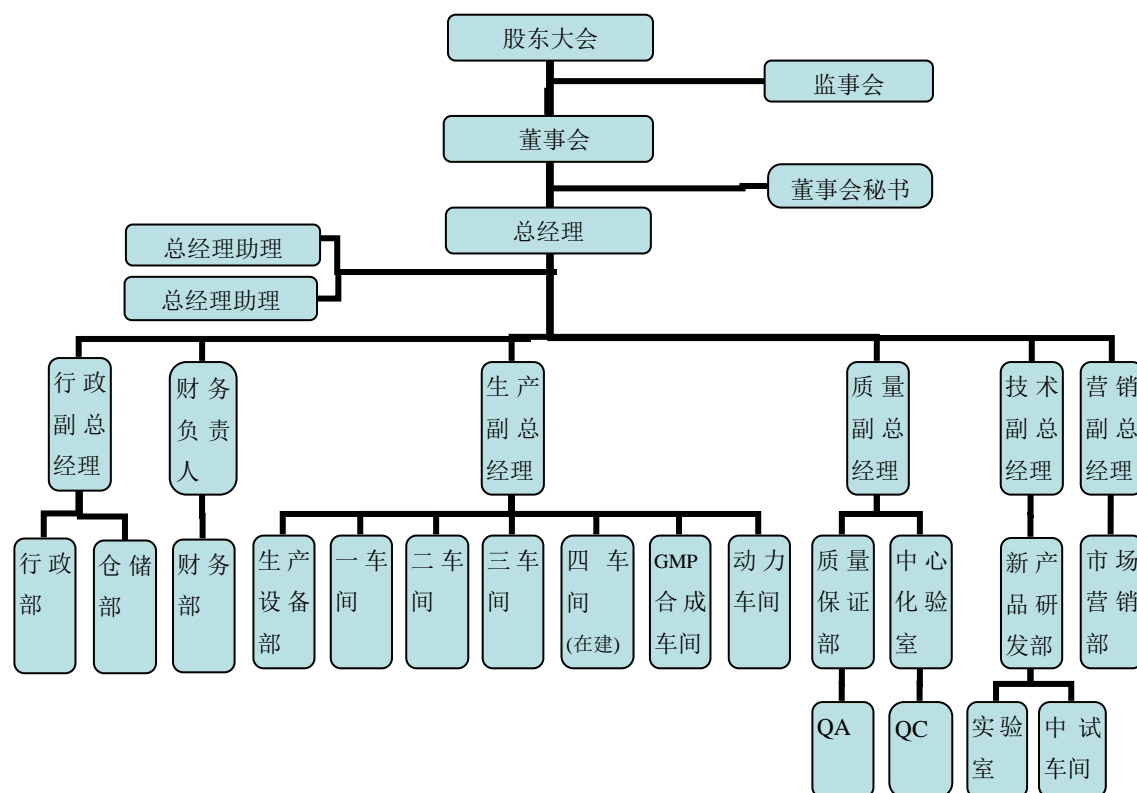 股东大会
监事会
董事会
董事会秘书
总经理
总经理助理
总经理助理
行政
副总
经理
财务
负责
人
生产
副总
经理
质量
副总
经理
技术
副总
经理
营销
副总
经理
行政
部
仓储
部
财务
部
生产
设备
部
一车
间
二车
间
三车
间
四车
间
(在建)
GMP
合成
车间
动力
车间
质量
保证
部
中心
化验
室
新产
品研
发部
市场
营销
部
QA
QC
实验
室
中试
车间